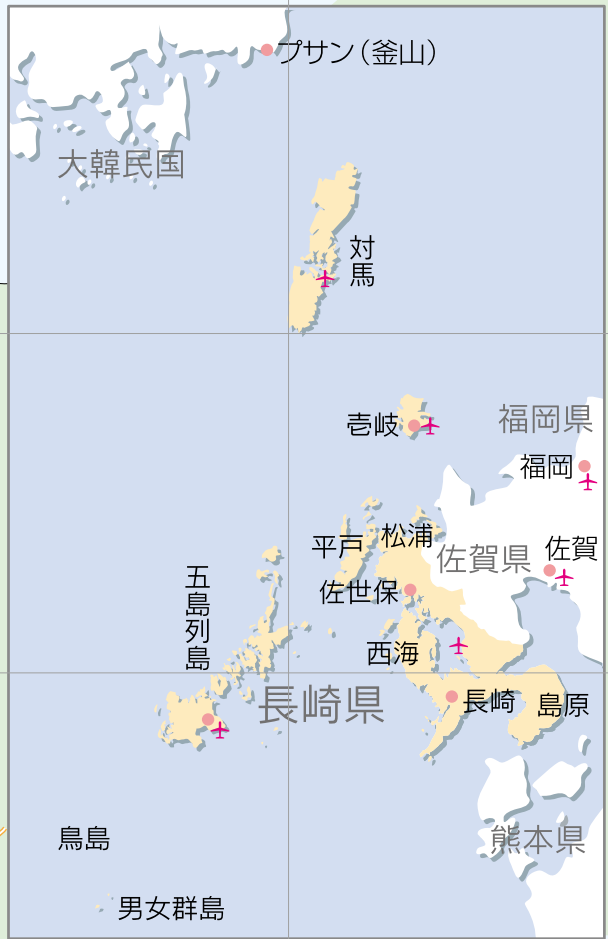 プサン（釜山）
大韓民国
対馬
壱岐
福岡県
福岡
平戸
松浦
佐賀県
佐賀
五島列島
佐世保
西海
長崎県
長崎
島原
鳥島
熊本県
男女群島